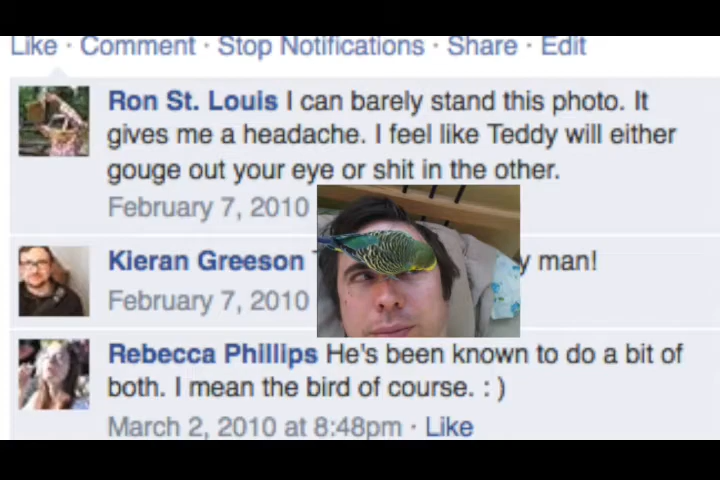 Like · Comment · Stop Notifications · Share · Edit
Ron St. Louis I can barely stand this photo. It
gives me a headache. I feel like Teddy will either
gouge out your eye or shit in the other.
February 7, 2010
Kieran Greeson
y man!
February 7, 2010
Rebecca Phillips He's been known to do a bit of
both. I mean the bird of course. : )
March 2, 2010 at 8:48pm · Like